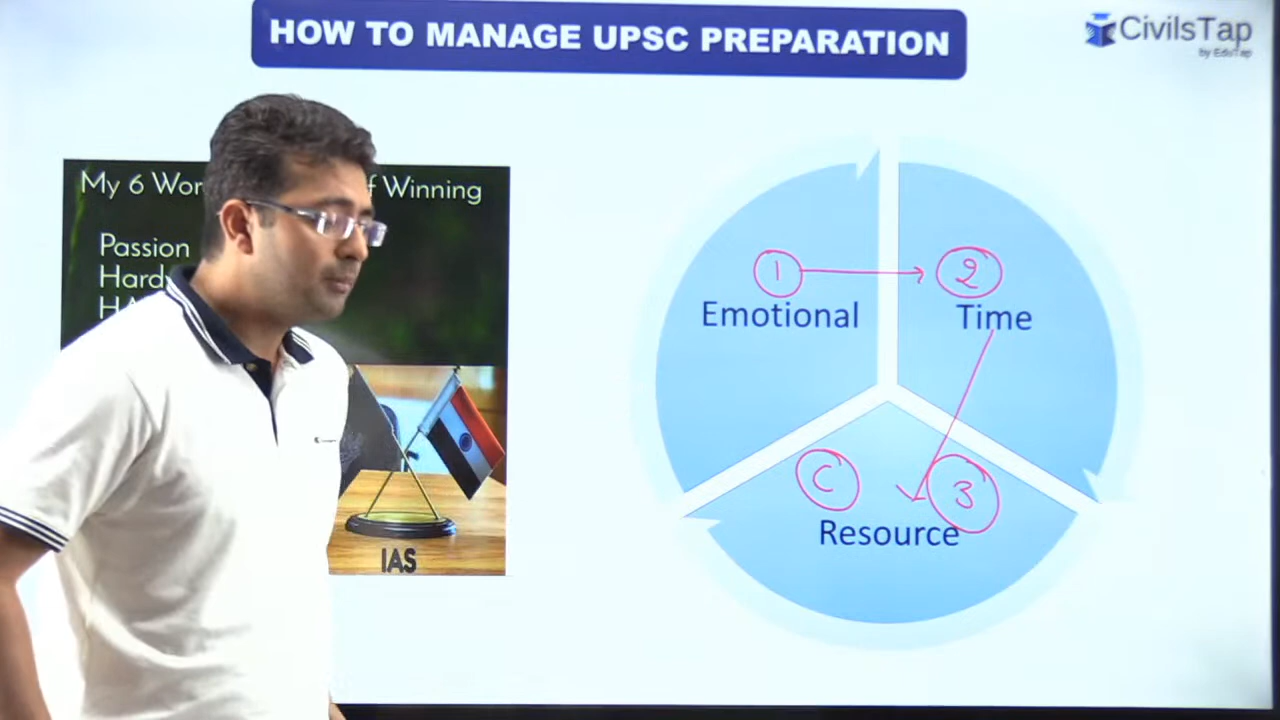 HOW TO MANAGE UPSC PREPARATION
CivilsTap
by EduTap
My 6 Wor f Winning
Passion
Hard
HA
IAS
1
Emotional
2
Time
C
3
Resource